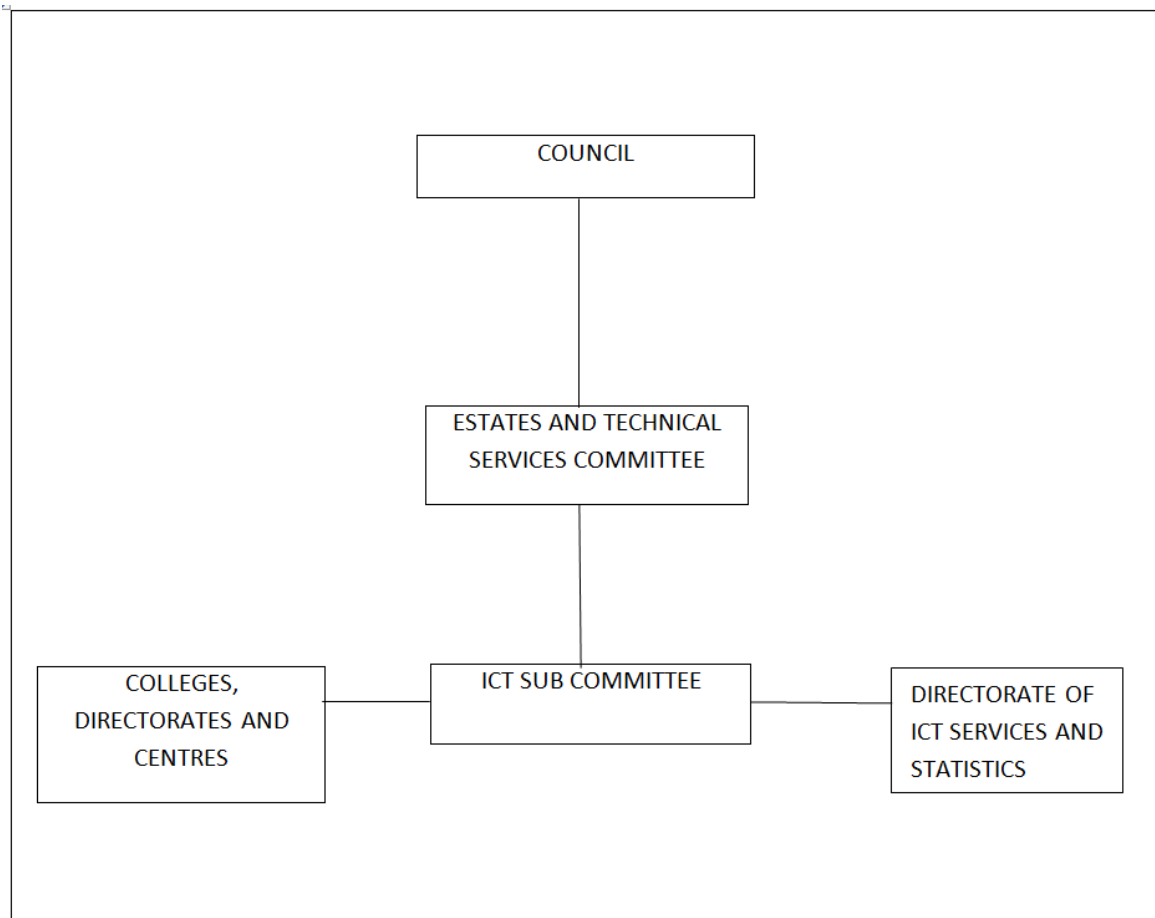 COUNCIL
ESTATES AND TECHNICAL
SERVICES COMMITTEE
COLLEGES,
DIRECTORATES AND
CENTRES
ICT SUB COMMITTEE
DIRECTORATE OF
ICT SERVICES AND
STATISTICS